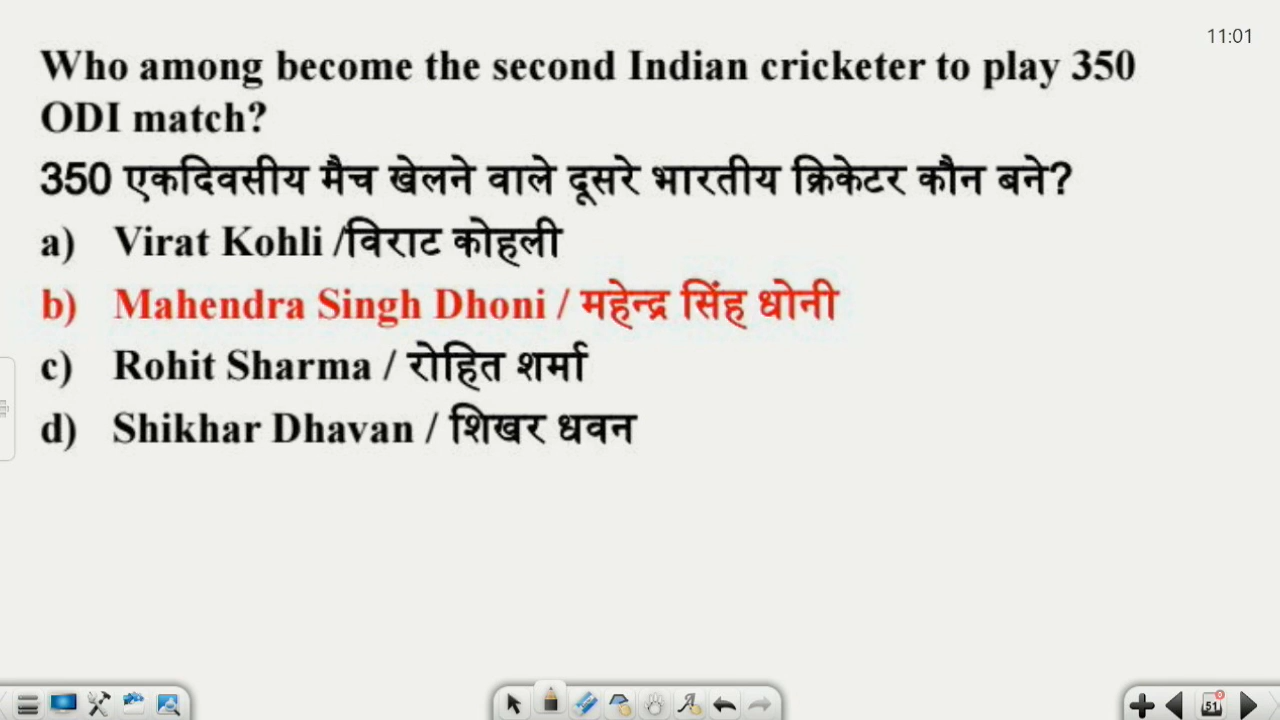 11:01
Who among become the second Indian cricketer to play 350
ODI match?
350 एकदिवसीय मैच खेलने वाले दूसरे भारतीय क्रिकेटर कौन बने?
a) Virat Kohli /विराट कोहली
b) Mahendra Singh Dhoni / महेन्द्र सिंह धोनी
c) Rohit Sharma / रोहित शर्मा
d) Shikhar Dhavan / शिखर धवन
51